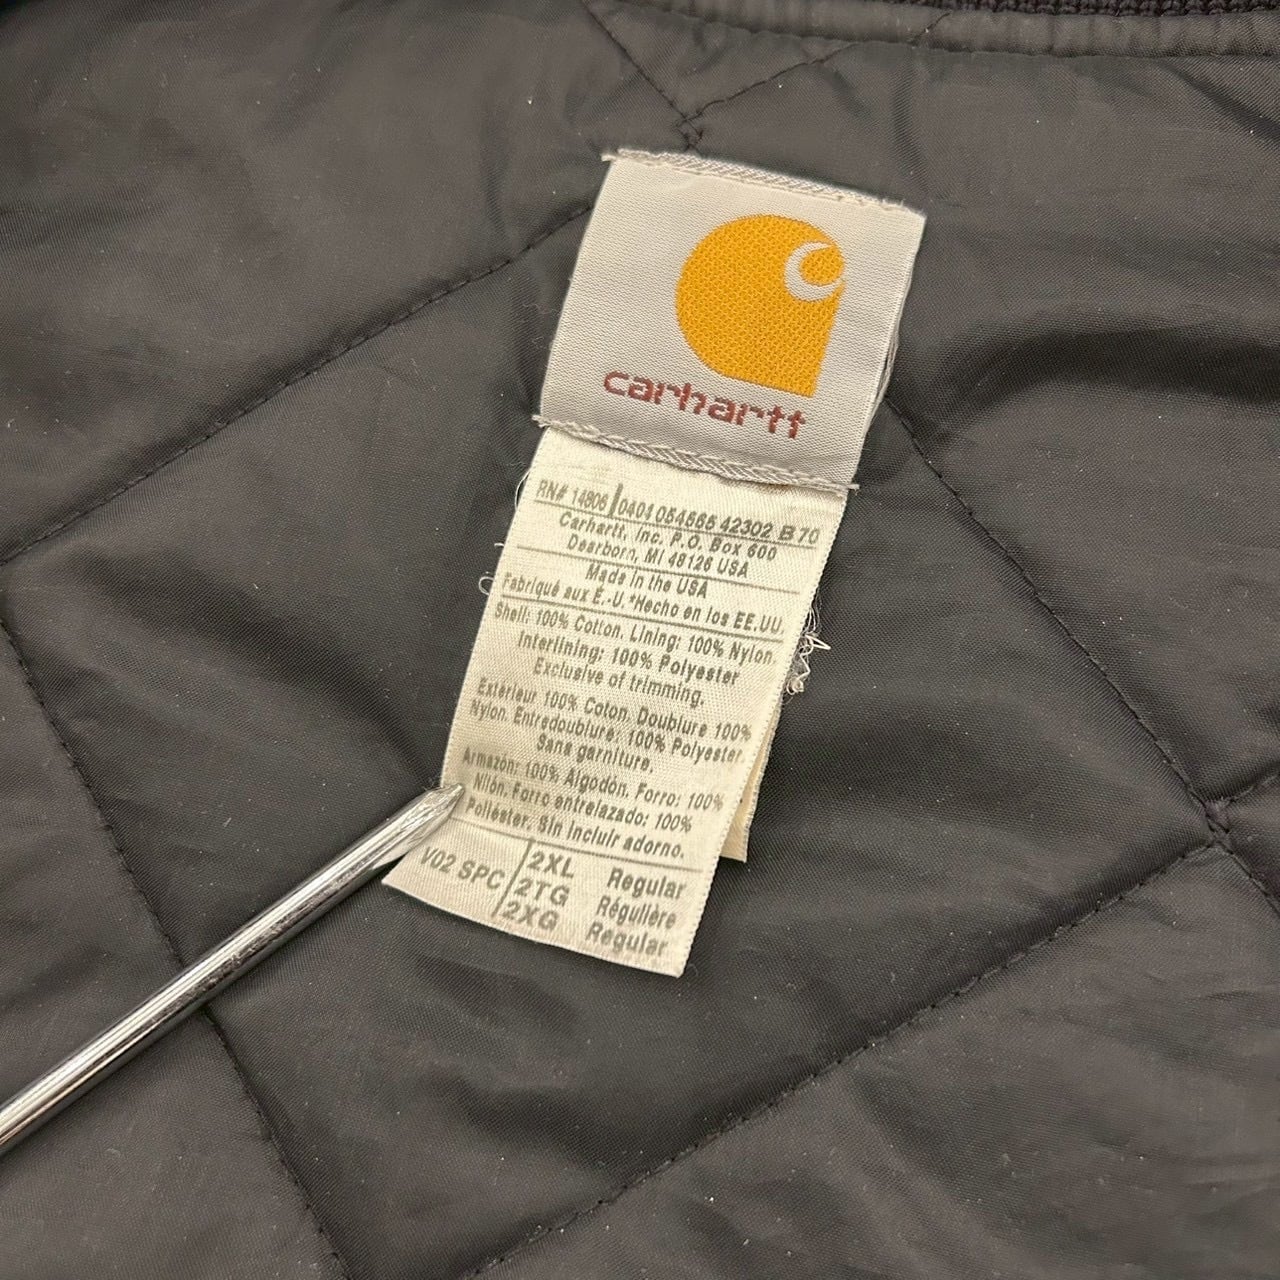 carhartt
RN# 14806 0404 054565 42302 B70
Carhartt, Inc. P.O. Box 600
Dearborn, MI 48126 USA
Made in the USA
Fabriqué aux É.-U. *Hecho en los EE.UU.
Shell: 100% Cotton. Lining: 100% Nylon.
Interlining: 100% Polyester
Exclusive of trimming.
Extérieur 100% Coton. Doublure 100%
Nylon. Entredoublure: 100% Polyester.
Sans garniture.
Armazón: 100% Algodón. Forro: 100%
Nilón. Forro entrelazado: 100%
Poliéster. Sin incluir adorno.
V02 SPC
2XL Regular
2TG Régulière
2XG Regular